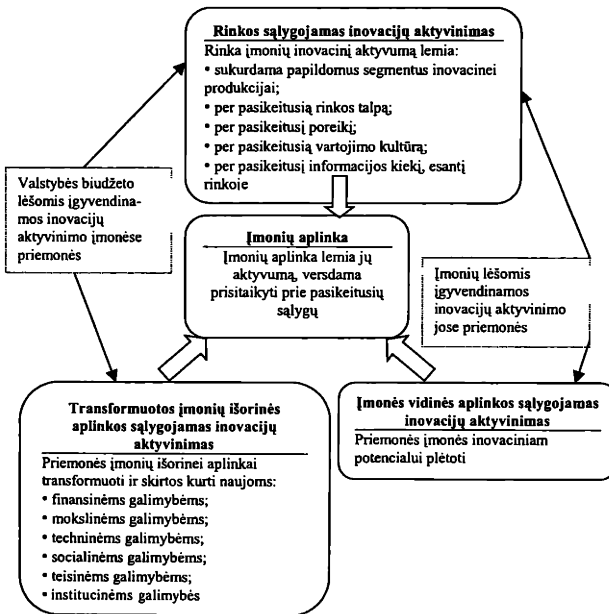 Rinkos sąlygojamas inovacijų aktyvinimas
Rinka įmonių inovacinį aktyvumą lemia:
• sukurdama papildomus segmentus inovacinei
produkcijai;
• per pasikeitusią rinkos talpą;
• per pasikeitusį poreikį;
• per pasikeitusią vartojimo kultūrą;
• per pasikeitusį informacijos kiekį, esantį
rinkoje
Valstybės biudžeto
lėšomis įgyvendina-
mos inovacijų
aktyvinimo įmonėse
priemonės
Įmonių aplinka
Įmonių aplinka lemia jų
aktyvumą, versdama
prisitaikyti prie pasikeitusių
sąlygų
Įmonių lėšomis
įgyvendinamos
inovacijų aktyvinimo
jose priemonės
Transformuotos įmonių išorinės
aplinkos sąlygojamas inovacijų
aktyvinimas
Priemonės įmonių išorinei aplinkai
transformuoti ir skirtos kurti naujoms:
• finansinėms galimybėms;
• mokslinėms galimybėms;
• techninėms galimybėms;
• socialinėms galimybėms;
• teisinėms galimybėms;
• institucinėms galimybės
Įmonės vidinės aplinkos sąlygojamas
inovacijų aktyvinimas
Priemonės įmonės inovaciniam
potencialui plėtoti